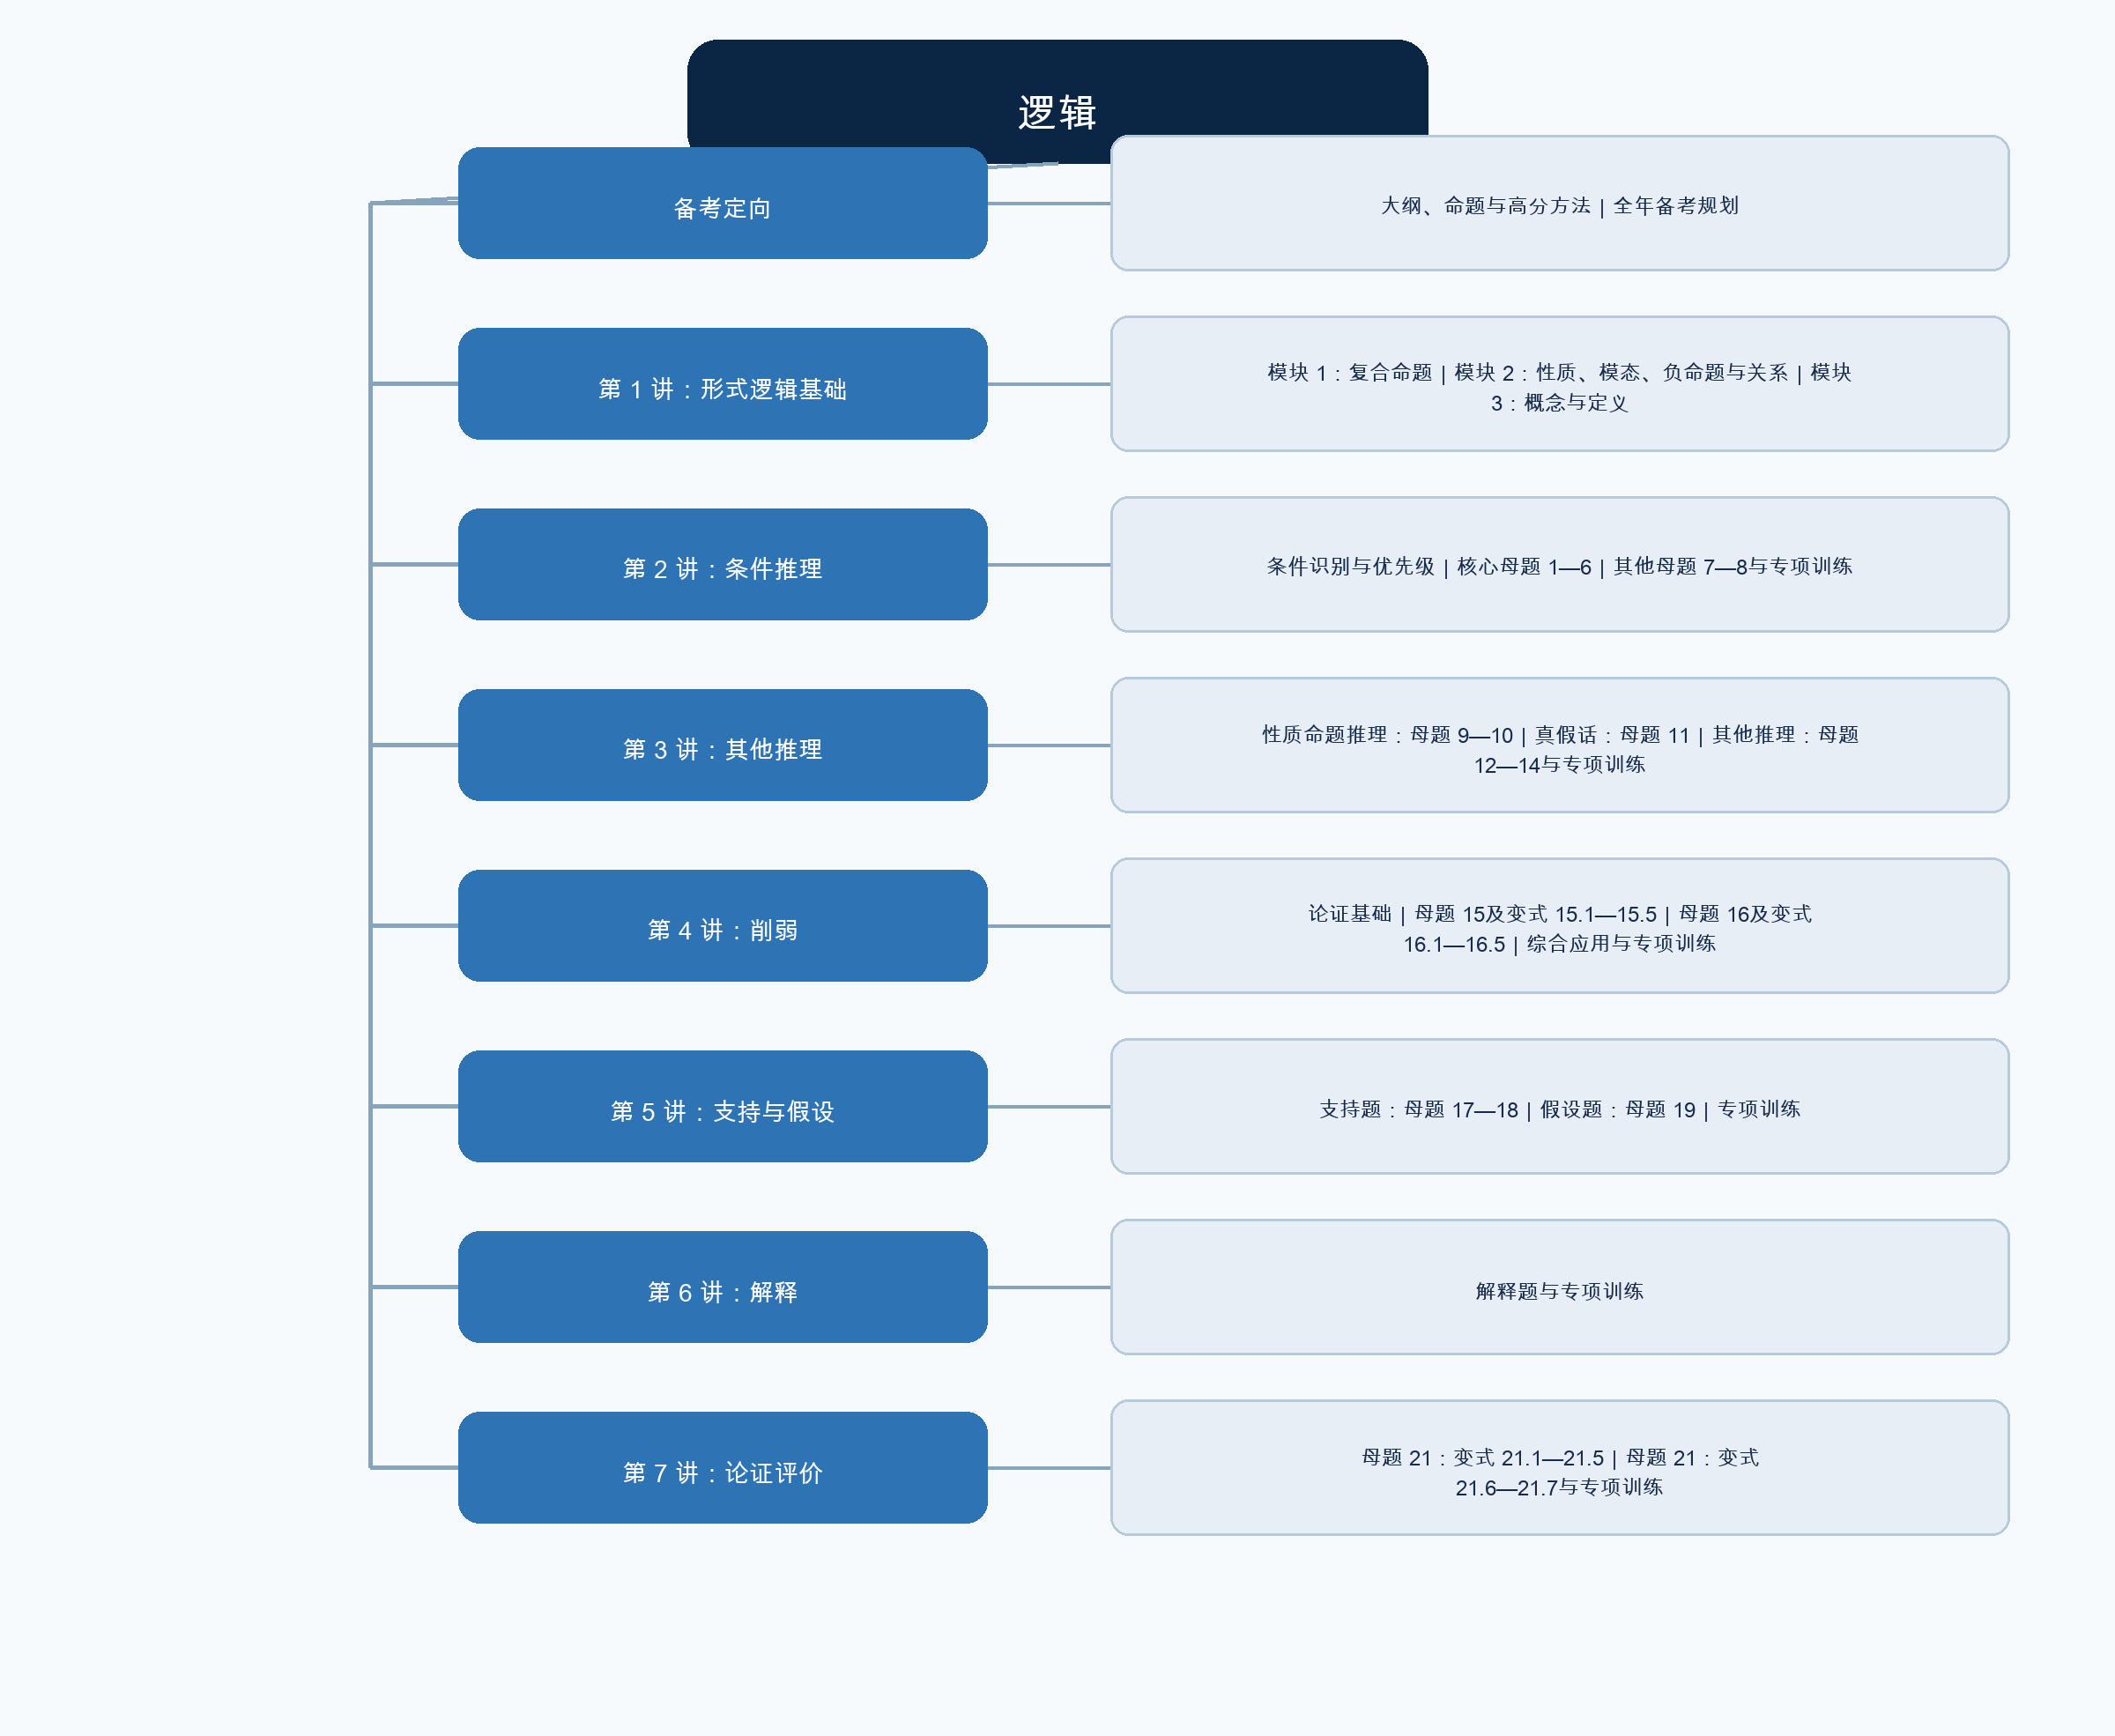 逻辑
备考定向
大纲、命题与高分方法 | 全年备考规划
第 1 讲：形式逻辑基础
模块 1：复合命题 | 模块 2：性质、模态、负命题与关系 | 模块
3：概念与定义
第 2 讲：条件推理
条件识别与优先级 | 核心母题 1—6 | 其他母题 7—8与专项训练
第 3 讲：其他推理
性质命题推理：母题 9—10 | 真假话：母题 11 | 其他推理：母题
12—14与专项训练
第 4 讲：削弱
论证基础 | 母题 15及变式 15.1—15.5 | 母题 16及变式
16.1—16.5 | 综合应用与专项训练
第 5 讲：支持与假设
支持题：母题 17—18 | 假设题：母题 19 | 专项训练
第 6 讲：解释
解释题与专项训练
第 7 讲：论证评价
母题 21：变式 21.1—21.5 | 母题 21：变式
21.6—21.7与专项训练